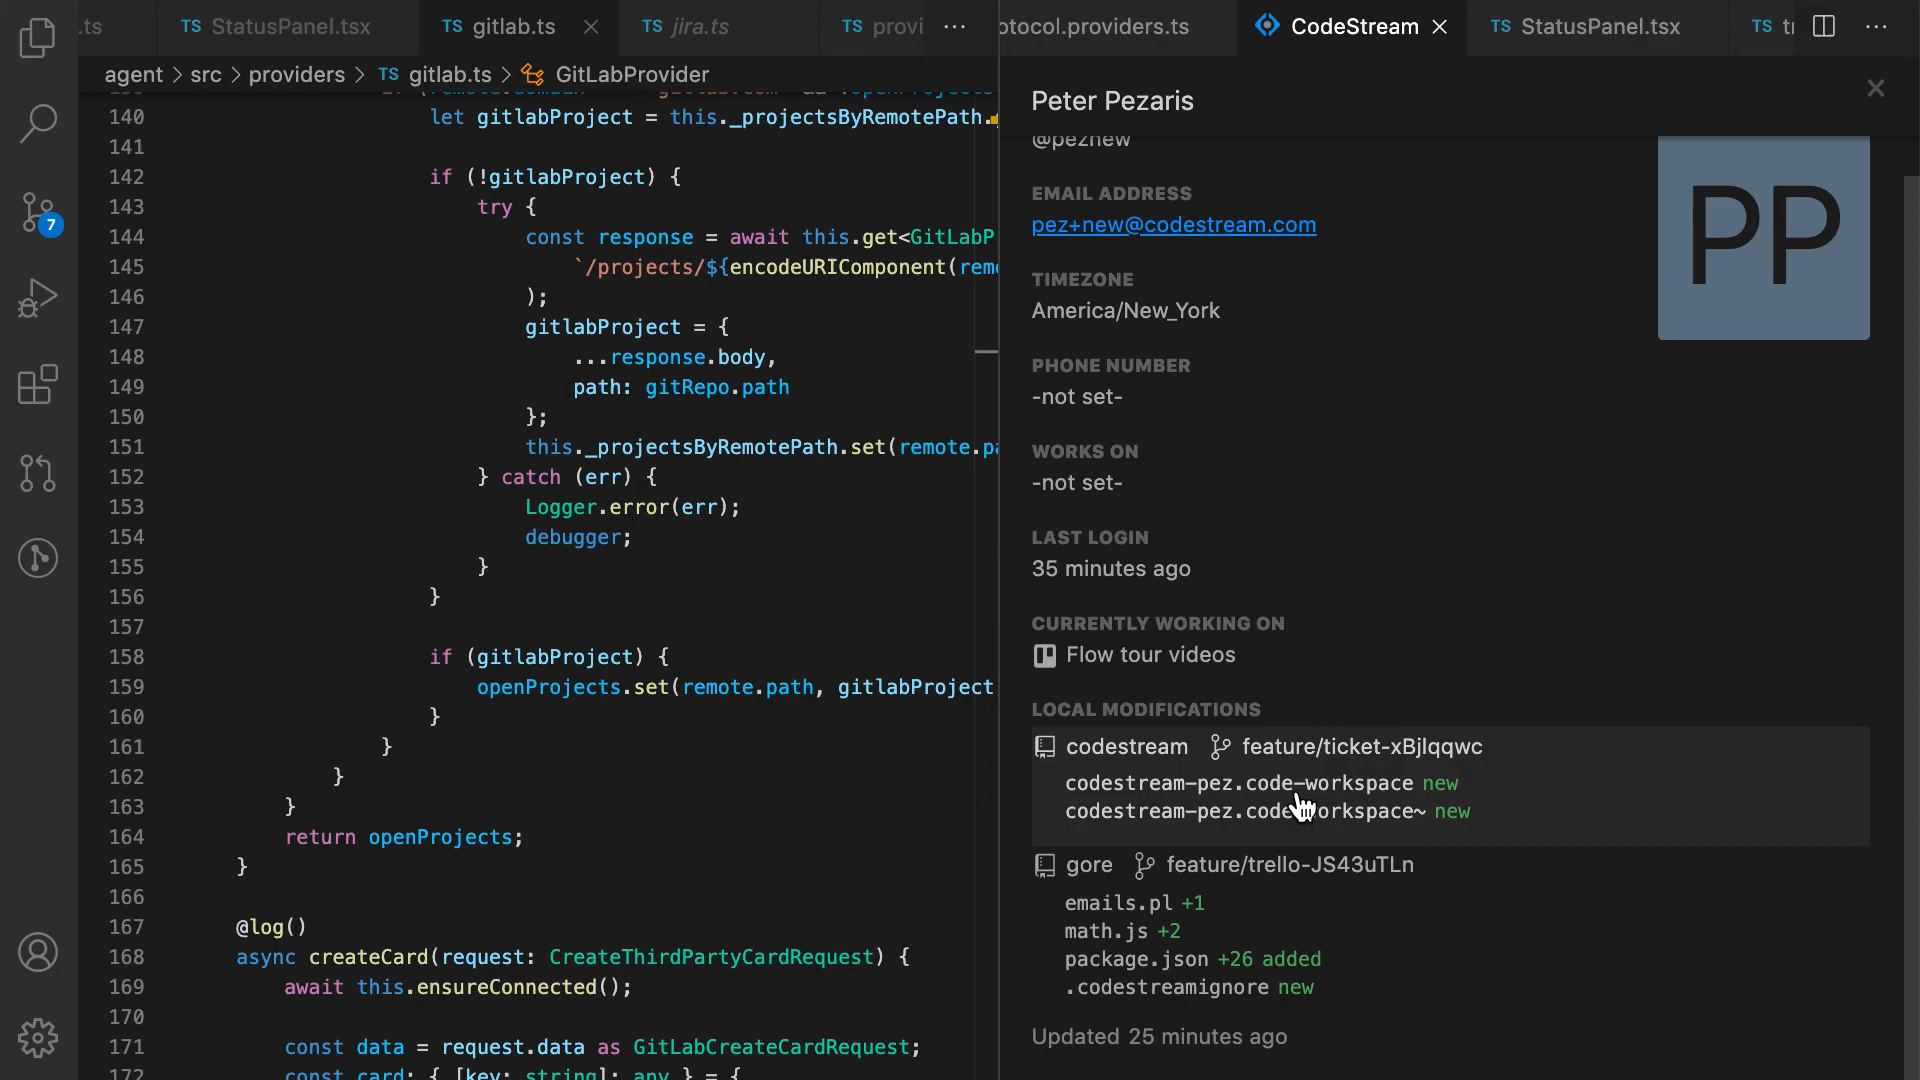 .ts
TS StatusPanel.tsx
TS gitlab.ts
TS jira.ts
TS provi
otocol.providers.ts
CodeStream
TS StatusPanel.tsx
TS
agent > src > providers > TS gitlab.ts > GitLabProvider
140 let gitlabProject = this._projectsByRemotePath.
141
142 if (!gitlabProject) {
143 try {
144 const response = await this.get<GitLabP
145 `/projects/${encodeURIComponent(remo
146 );
147 gitlabProject = {
148 ...response.body,
149 path: gitRepo.path
150 };
151 this._projectsByRemotePath.set(remote.pa
152 } catch (err) {
153 Logger.error(err);
154 debugger;
155 }
156 }
157
158 if (gitlabProject) {
159 openProjects.set(remote.path, gitlabProject
160 }
161 }
162 }
163 }
164 return openProjects;
165 }
166
167 @log()
168 async createCard(request: CreateThirdPartyCardRequest) {
169 await this.ensureConnected();
170
171 const data = request.data as GitLabCreateCardRequest;
172 const card: { [key: string]: any } = {
7
Peter Pezaris
@peznew
EMAIL ADDRESS
pez+new@codestream.com
TIMEZONE
America/New_York
PHONE NUMBER
-not set-
WORKS ON
-not set-
LAST LOGIN
35 minutes ago
CURRENTLY WORKING ON
Flow tour videos
LOCAL MODIFICATIONS
codestream feature/ticket-xBjlqqwc
codestream-pez.code-workspace new
codestream-pez.code-workspace~ new
gore feature/trello-JS43uTLn
emails.pl +1
math.js +2
package.json +26 added
.codestreamignore new
Updated 25 minutes ago
PP